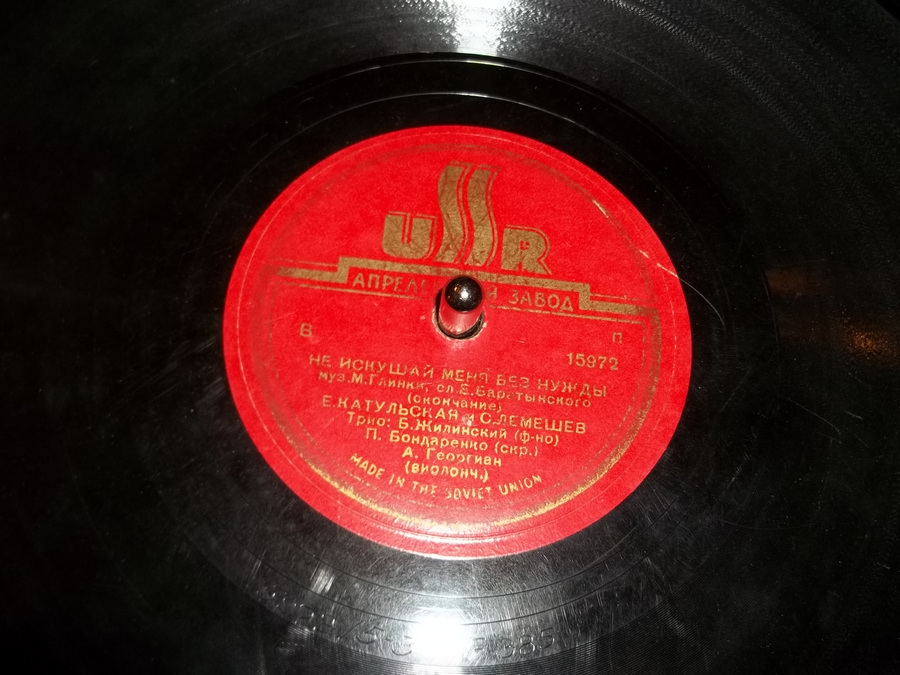 USSR
ЗАВОД
В П
15972
НЕ ИСКУШАЙ МЕНЯ БЕЗ НУЖДЫ
муз. М. Глинки, сл. Е. Баратынского
(окончание)
Е. КАТУЛЬСКАЯ и С. ЛЕМЕШЕВ
Трио: Б. Жилинский (ф-но)
П. Бондаренко (скр.)
А. Георгиан
(виолонч.)
MADE IN THE SOVIET UNION